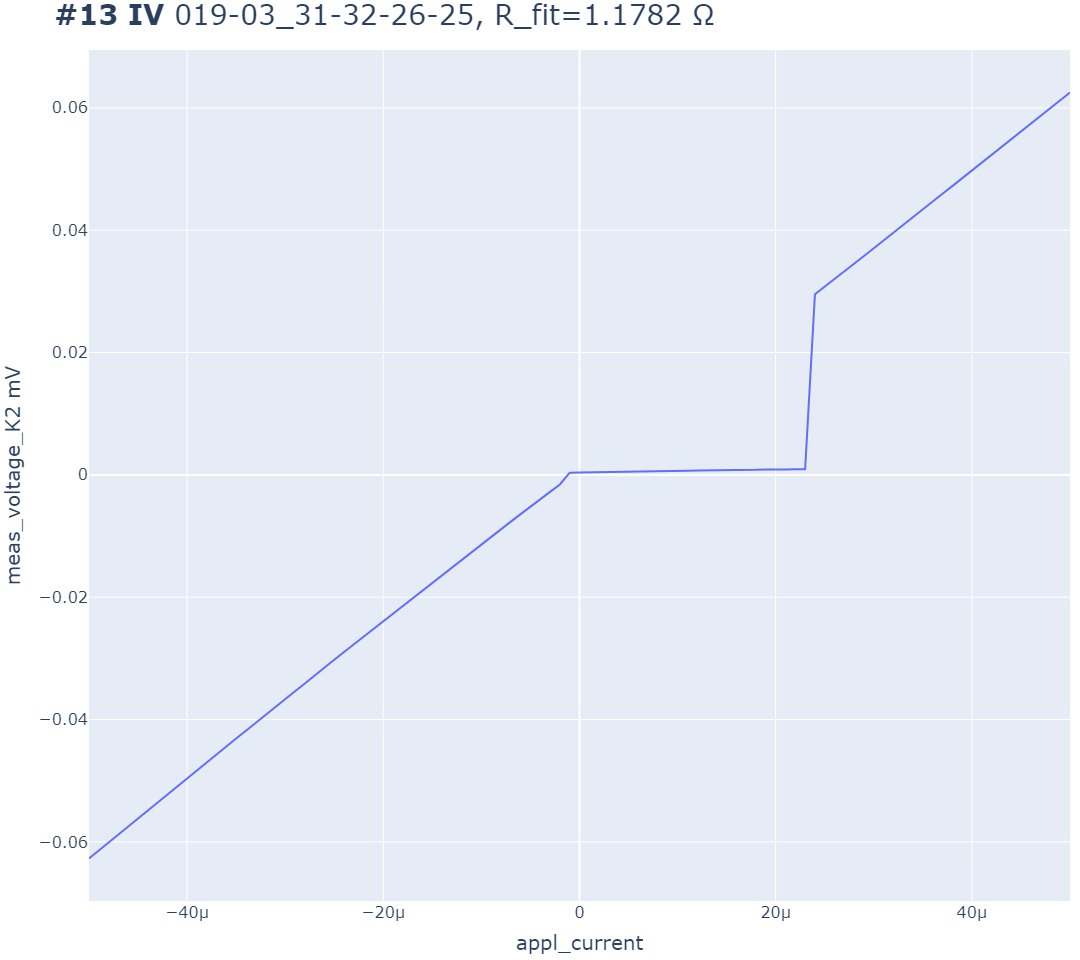 #13 IV 019-03_31-32-26-25, R_fit=1.1782 Ω
meas_voltage_K2 mV
0.06
0.04
0.02
0
−0.02
−0.04
−0.06
−40μ
−20μ
0
20μ
40μ
appl_current